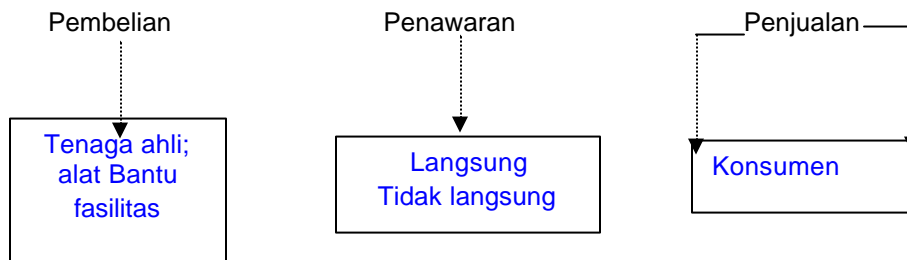 Pembelian
Penawaran
Penjualan
Tenaga ahli;
alat Bantu
fasilitas
Langsung
Tidak langsung
Konsumen